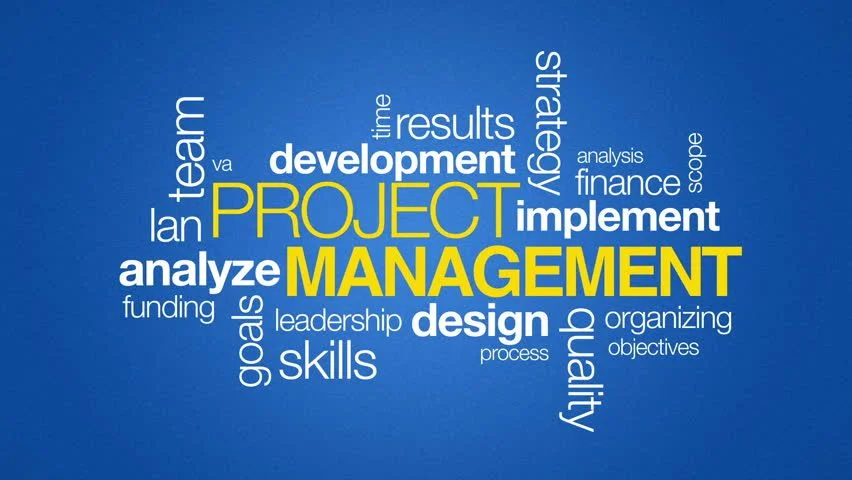 strategy
time
results
team
va
development
analysis
finance
scope
PROJECT
lan
implement
analyze
MANAGEMENT
funding
goals
leadership
design
quality
organizing
skills
process
objectives